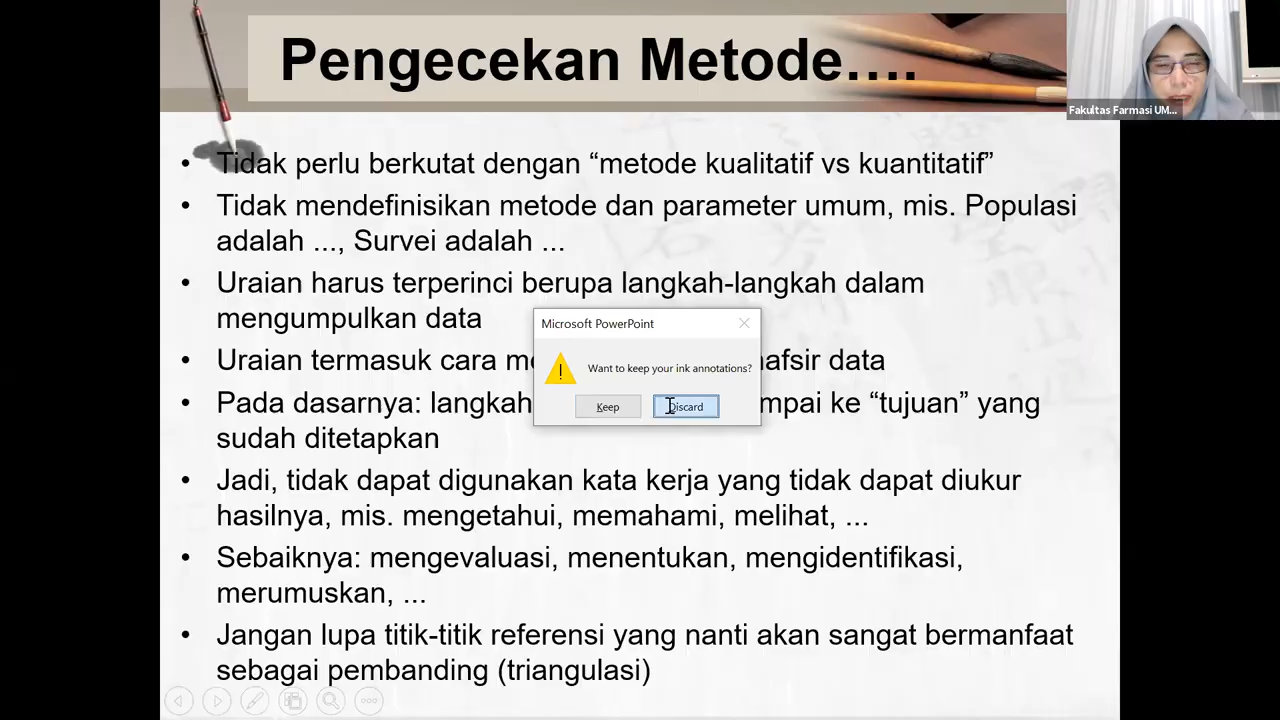 Pengecekan Metode....
Fakultas Farmasi UM...
• Tidak perlu berkutat dengan “metode kualitatif vs kuantitatif”
• Tidak mendefinisikan metode dan parameter umum, mis. Populasi
adalah ..., Survei adalah ...
• Uraian harus terperinci berupa langkah-langkah dalam
mengumpulkan data
• Uraian termasuk cara data
• Pada dasarnya: langkah ke “tujuan” yang
sudah ditetapkan
• Jadi, tidak dapat digunakan kata kerja yang tidak dapat diukur
hasilnya, mis. mengetahui, memahami, melihat, ...
• Sebaiknya: mengevaluasi, menentukan, mengidentifikasi,
merumuskan, ...
• Jangan lupa titik-titik referensi yang nanti akan sangat bermanfaat
sebagai pembanding (triangulasi)
Microsoft PowerPoint
Want to keep your ink annotations?
Keep
Discard